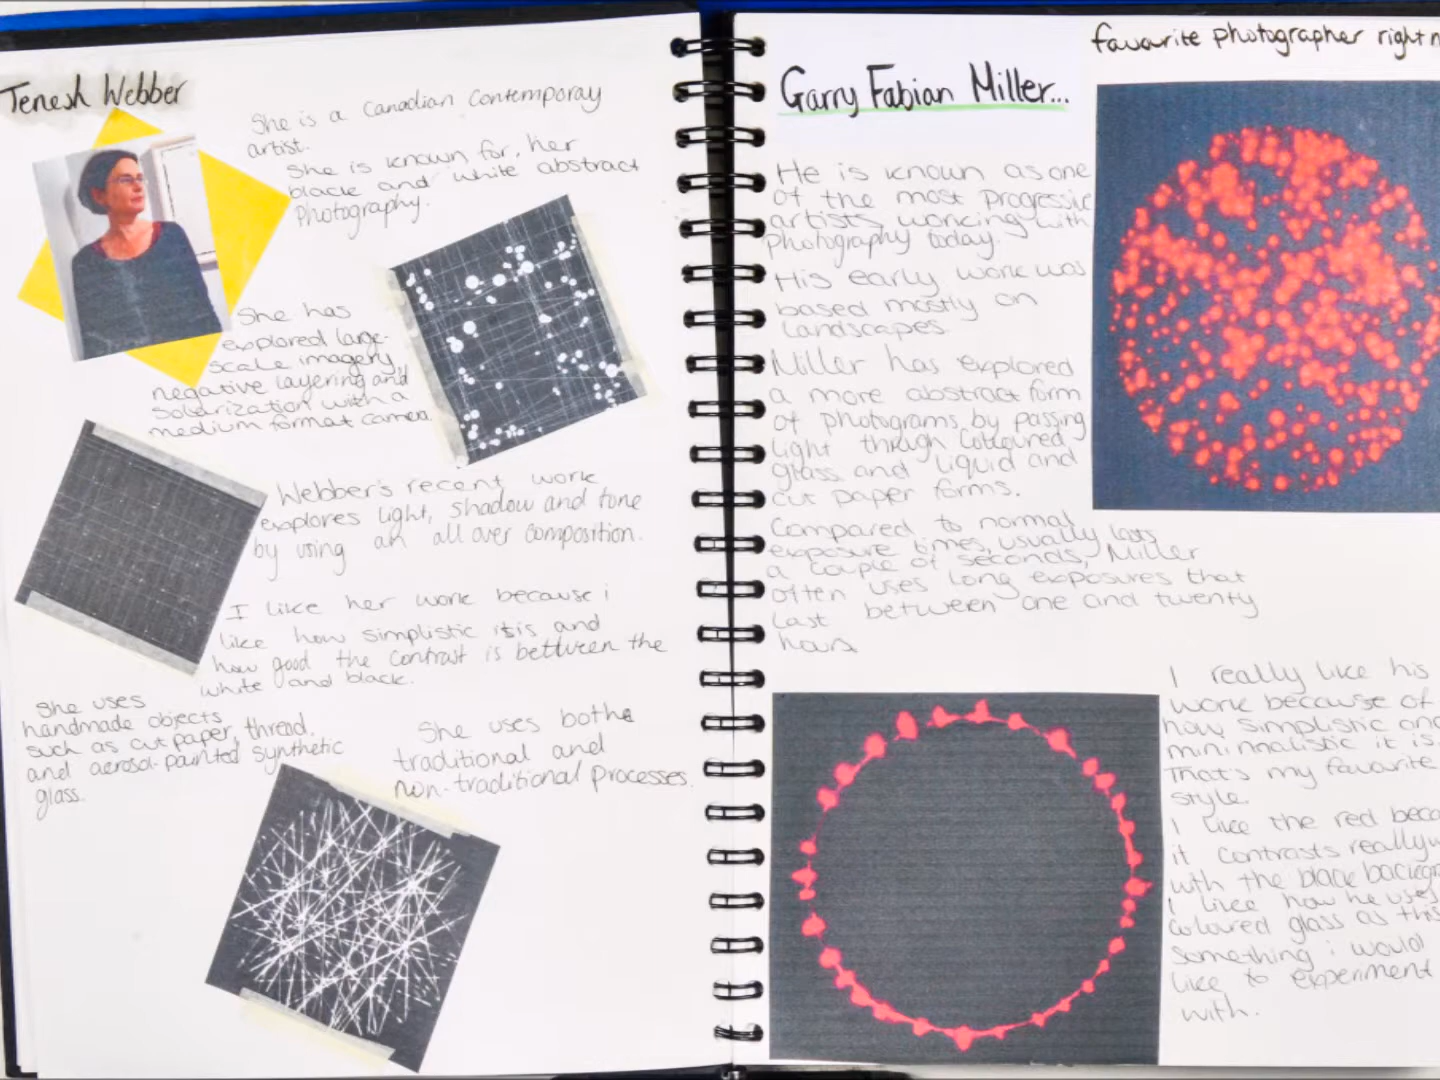 Tenesh Webber
She is a Canadian Contemporay
artist.
She is known for, her
black and white abstract
Photography.
She has
explored large-
scale imagery,
negative layering and
Solarization with a
medium format camera.
Webber's recent work
explores light, shadow and tone
by using an all over composition.
I like her work because i
like how simplistic it is and
how good the contrast is bettween the
white and black.
She uses
handmade objects
such as cut paper, thread,
and aerosol-painted synthetic
glass.
She uses both
traditional and
non-traditional processes.
favourite photographer right
Garry Fabian Miller...
He is known as one
of the most progressive
artists working with
photography today.
His early work was
based mostly on
landscapes.
Miller has explored
a more abstract form
of photograms by passing
light through coloured
glass and liquid and
cut paper forms.
Compared to normal
exposure times, usually lasts
a couple of seconds, Miller
often uses long exposures that
last between one and twenty
hours
I really like his
work because of
how simplistic and
minimalistic it is.
That's my favourite
style.
I like the red
it contrasts really
with the black
I like how he uses
coloured glass as this
something i would
like to experiment
with.